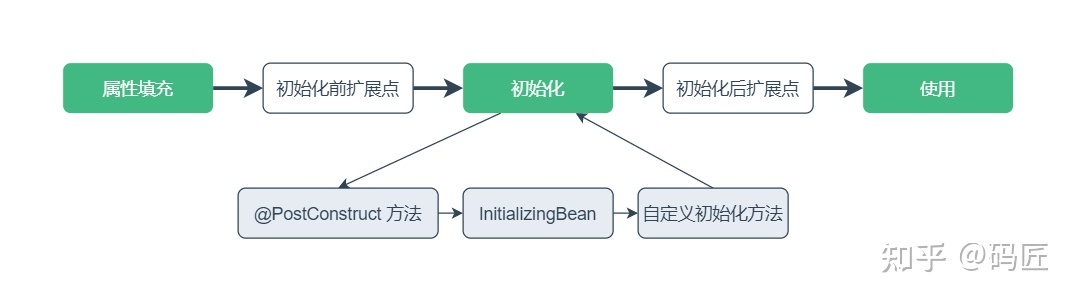 属性填充
初始化前扩展点
初始化
初始化后扩展点
使用
@PostConstruct 方法
InitializingBean
自定义初始化方法
知乎 @码匠